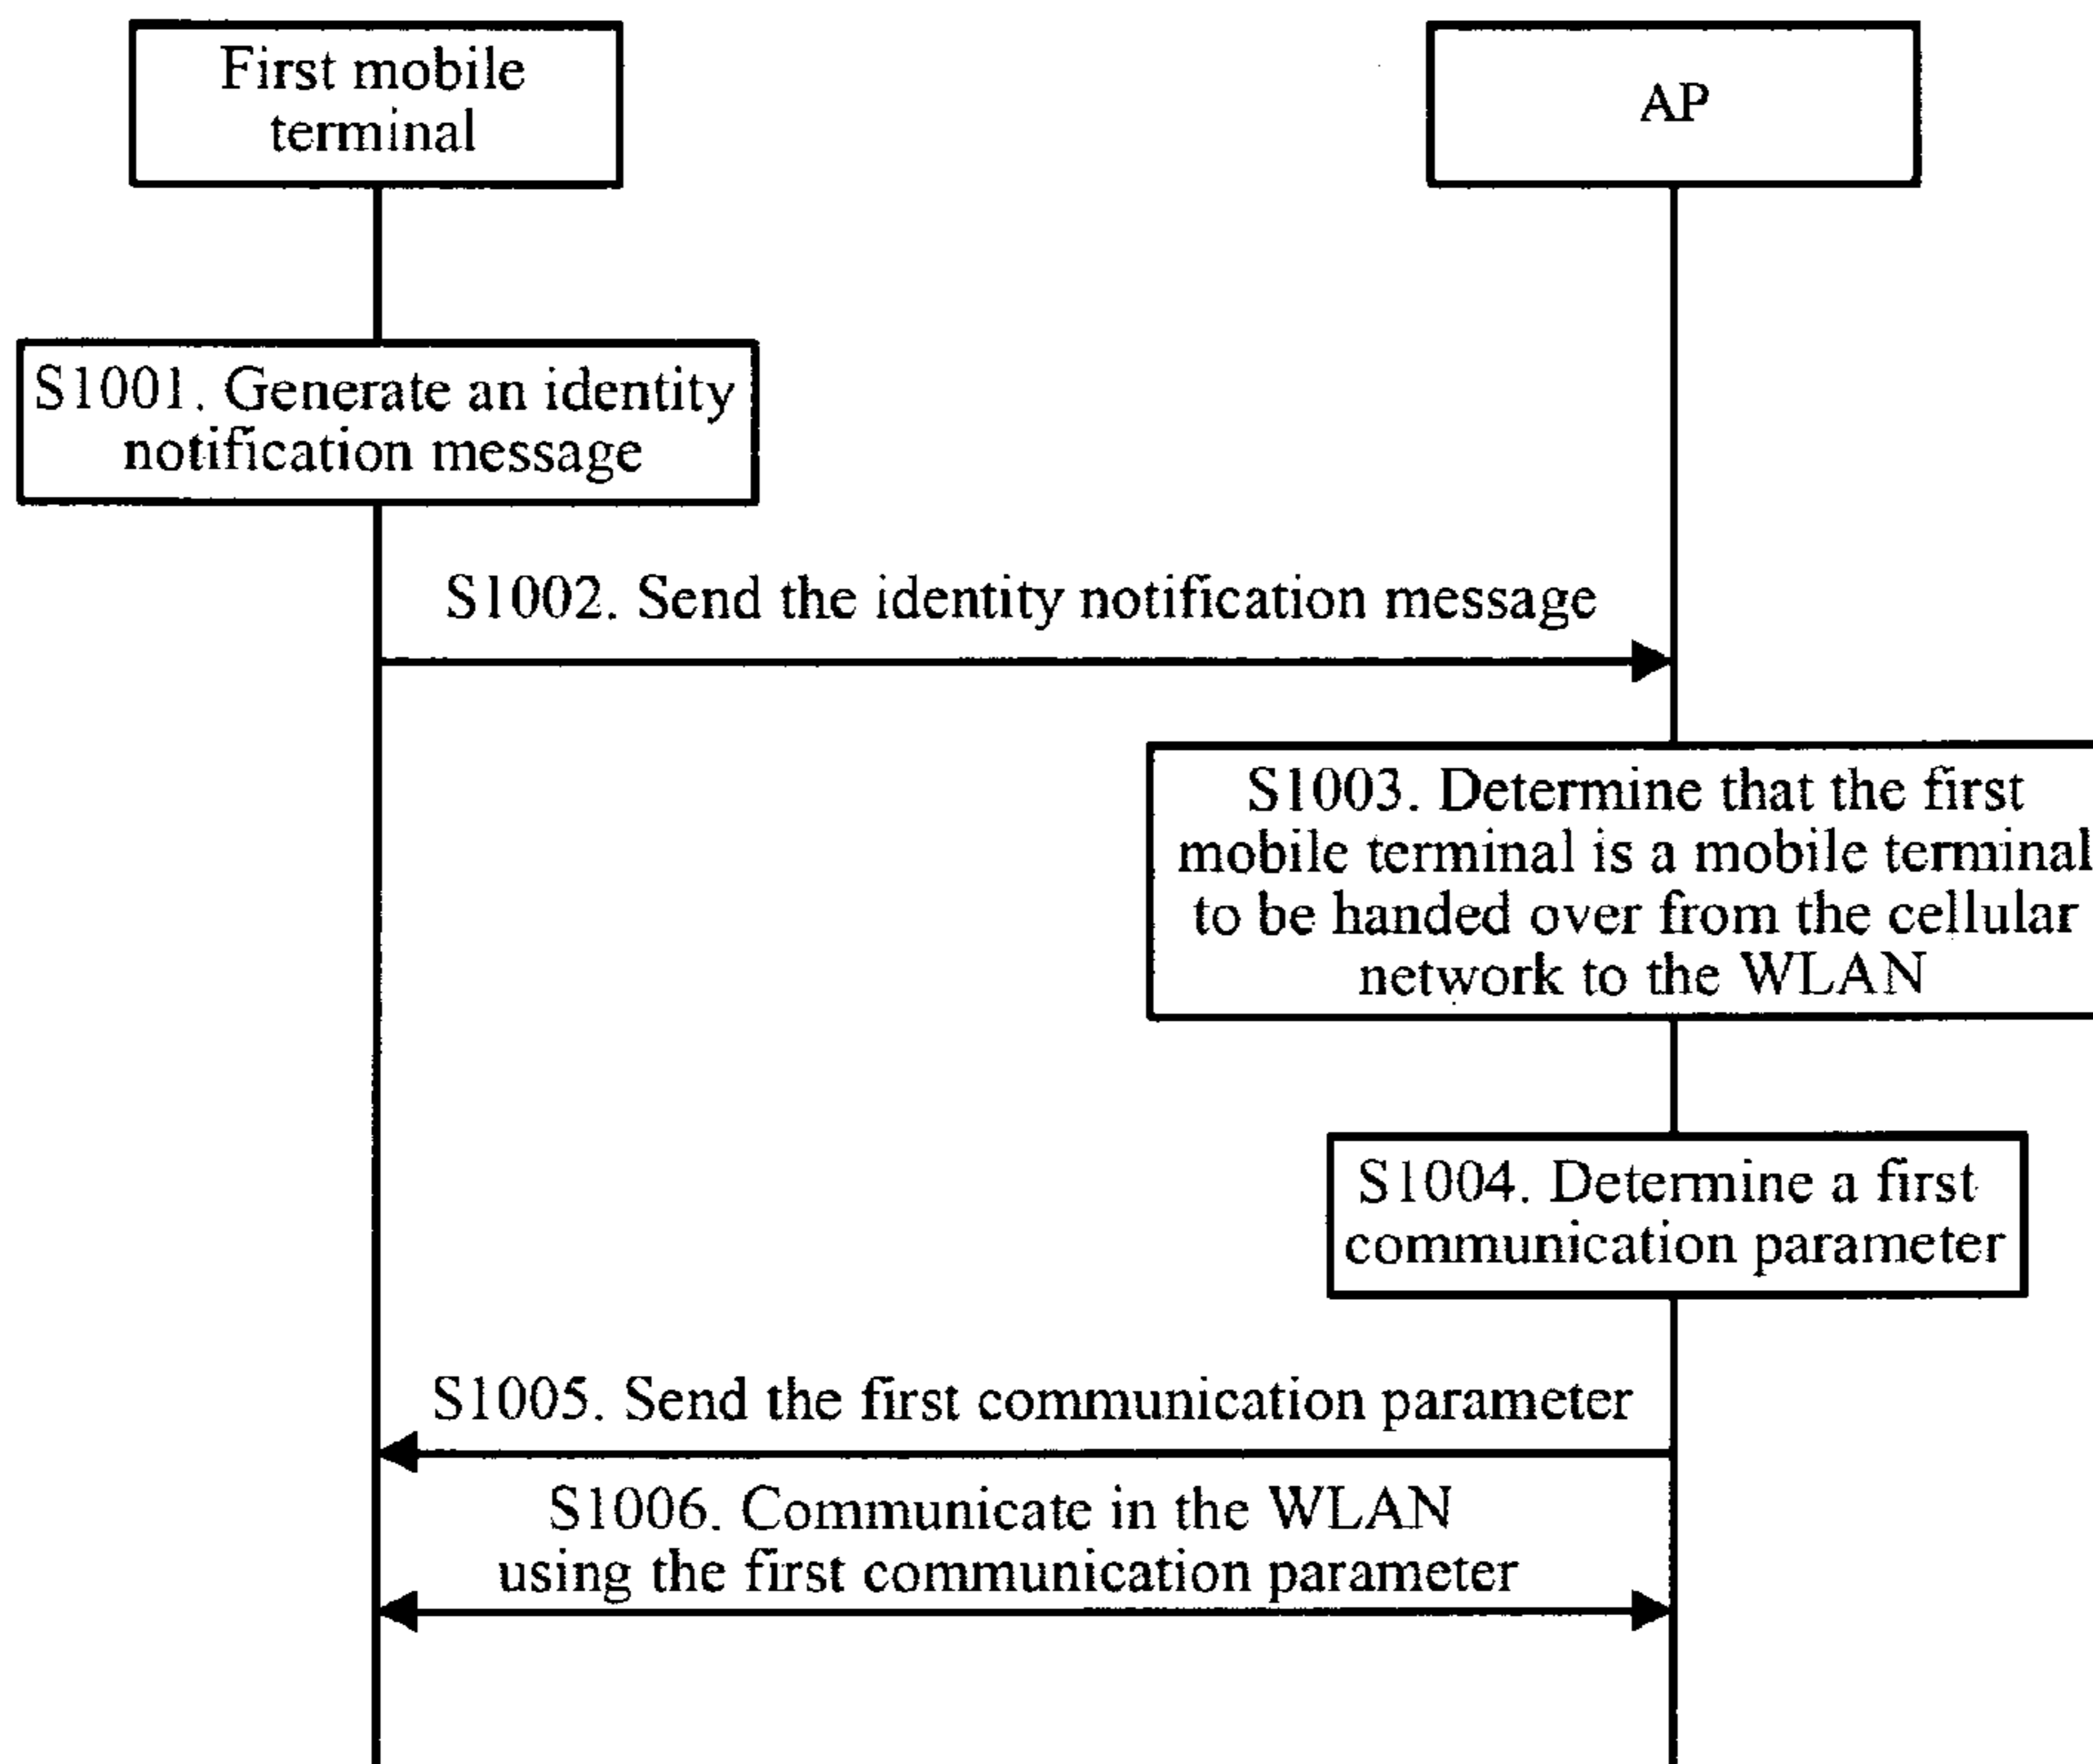 First mobile
terminal
AP
S1001. Generate an identity
notification message
S1002. Send the identity notification message
S1003. Determine that the first
mobile terminal is a mobile terminal
to be handed over from the cellular
network to the WLAN
S1004. Determine a first
communication parameter
S1005. Send the first communication parameter
S1006. Communicate in the WLAN
using the first communication parameter